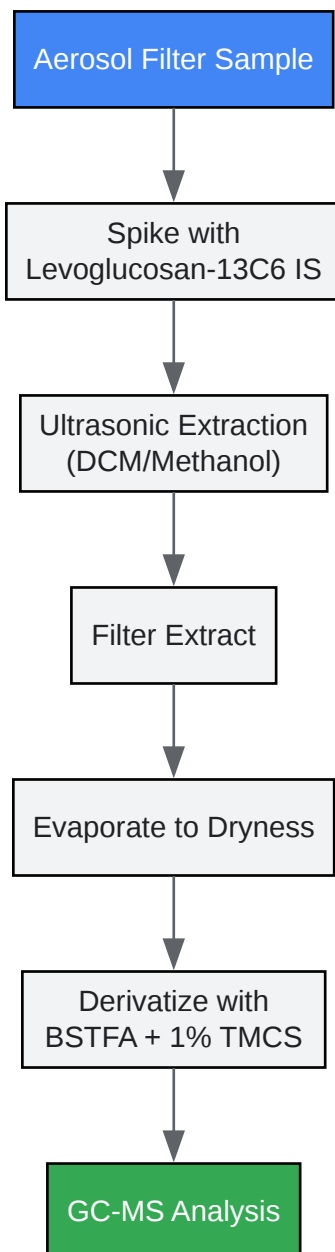 Aerosol Filter Sample
Spike with
Levoglucosan-13C6 IS
Ultrasonic Extraction
(DCM/Methanol)
Filter Extract
Evaporate to Dryness
Derivatize with
BSTFA + 1% TMCS
GC-MS Analysis